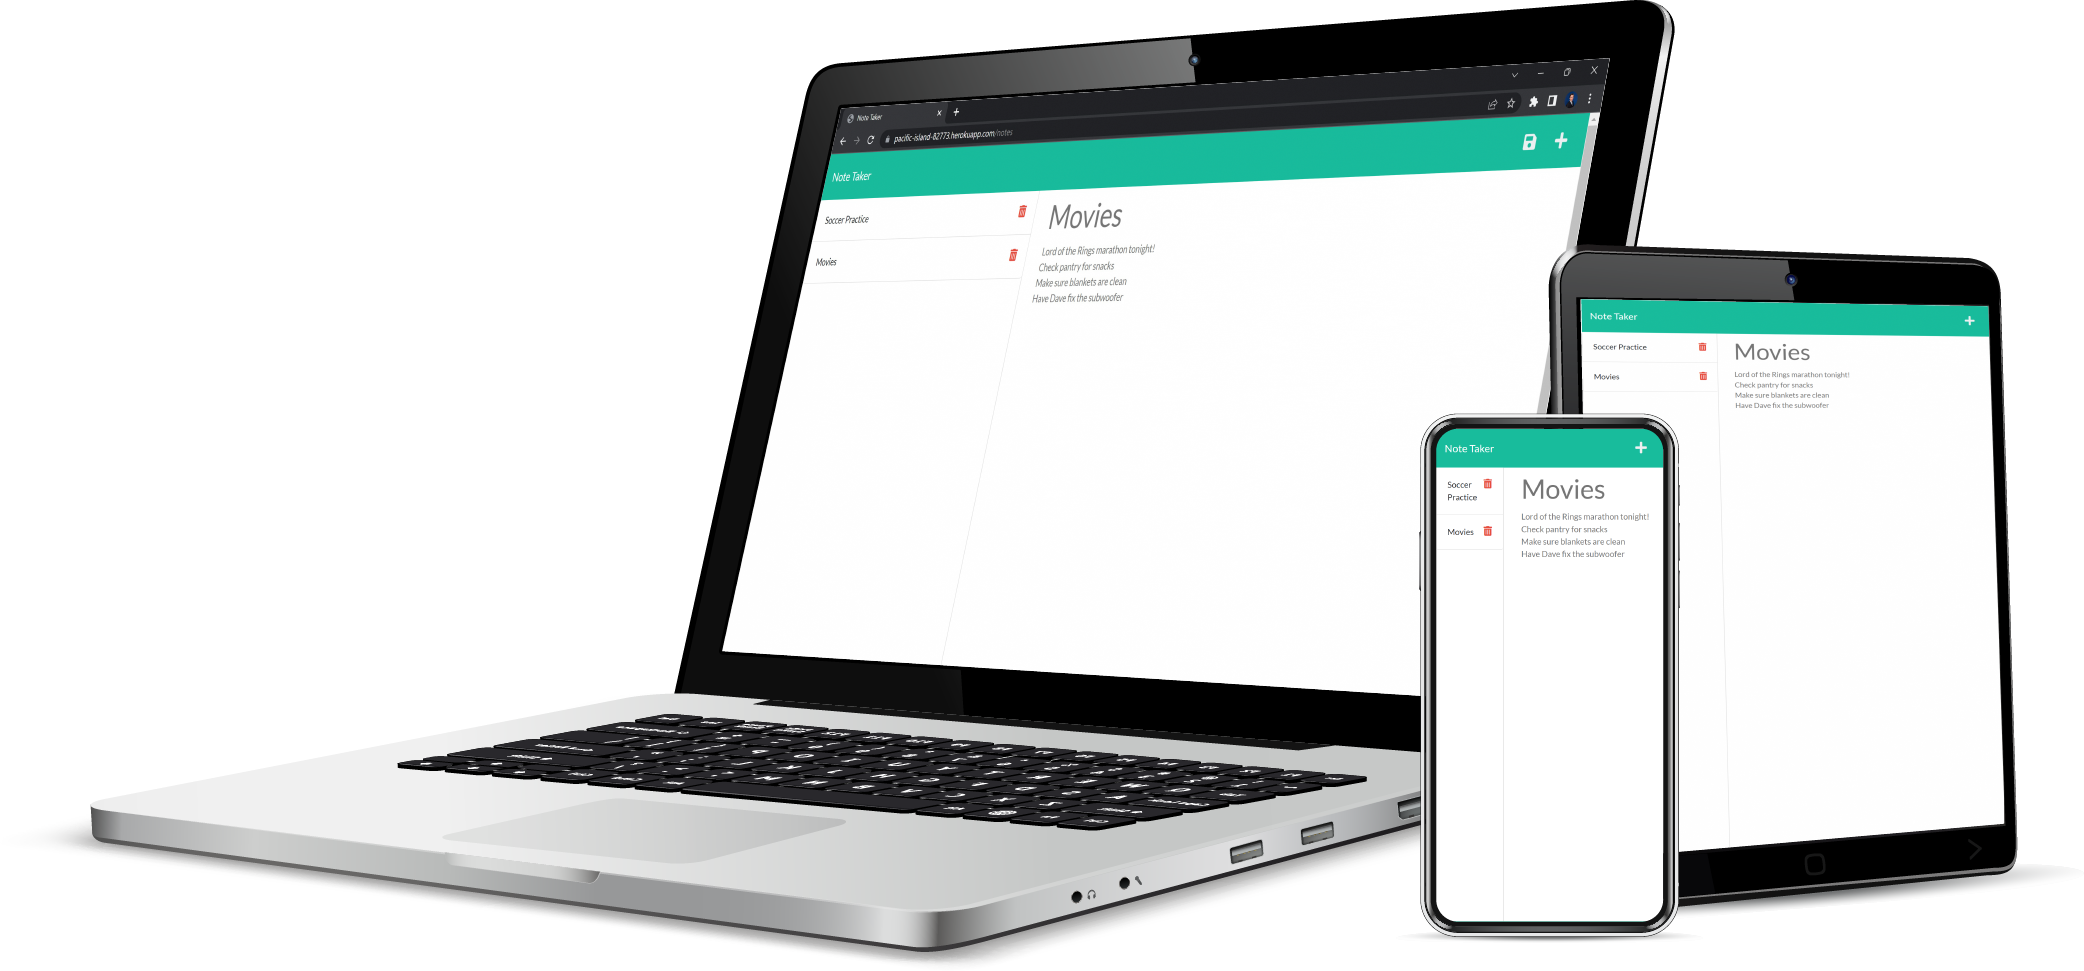 Note Taker
pacific-island-82773.herokuapp.com/notes
Note Taker
Soccer Practice
Movies
Movies
Lord of the Rings marathon tonight!
Check pantry for snacks
Make sure blankets are clean
Have Dave fix the subwoofer
Note Taker
Soccer Practice
Movies
Movies
Lord of the Rings marathon tonight!
Check pantry for snacks
Make sure blankets are clean
Have Dave fix the subwoofer
Note Taker
Soccer
Practice
Movies
Movies
Lord of the Rings marathon tonight!
Check pantry for snacks
Make sure blankets are clean
Have Dave fix the subwoofer